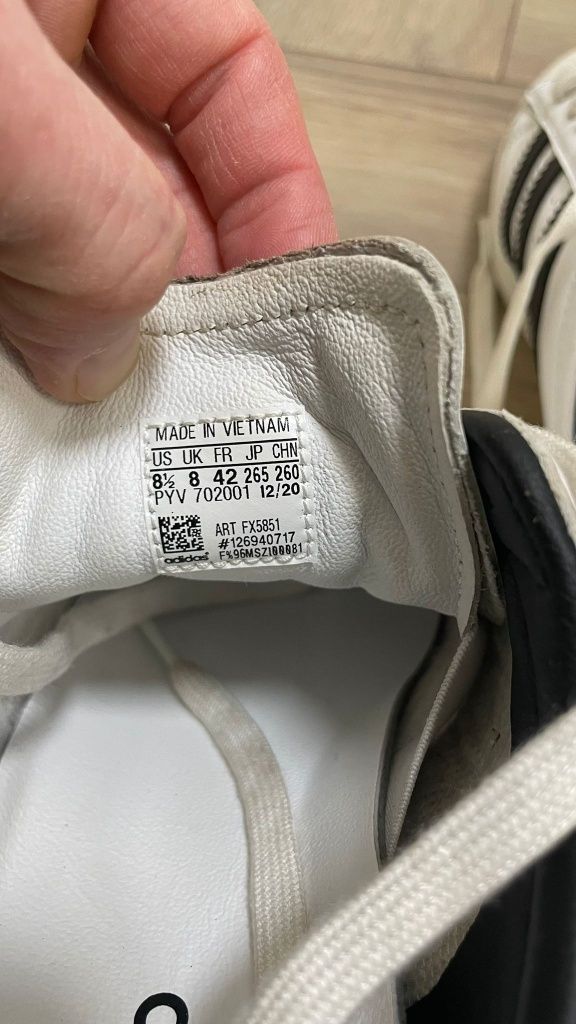 MADE IN VIETNAM
US UK FR JP CHN
8½ 8 42 265 260
PYV 702001 12/20
ART FX5851
#126940717
adidas F%96MSZI00081